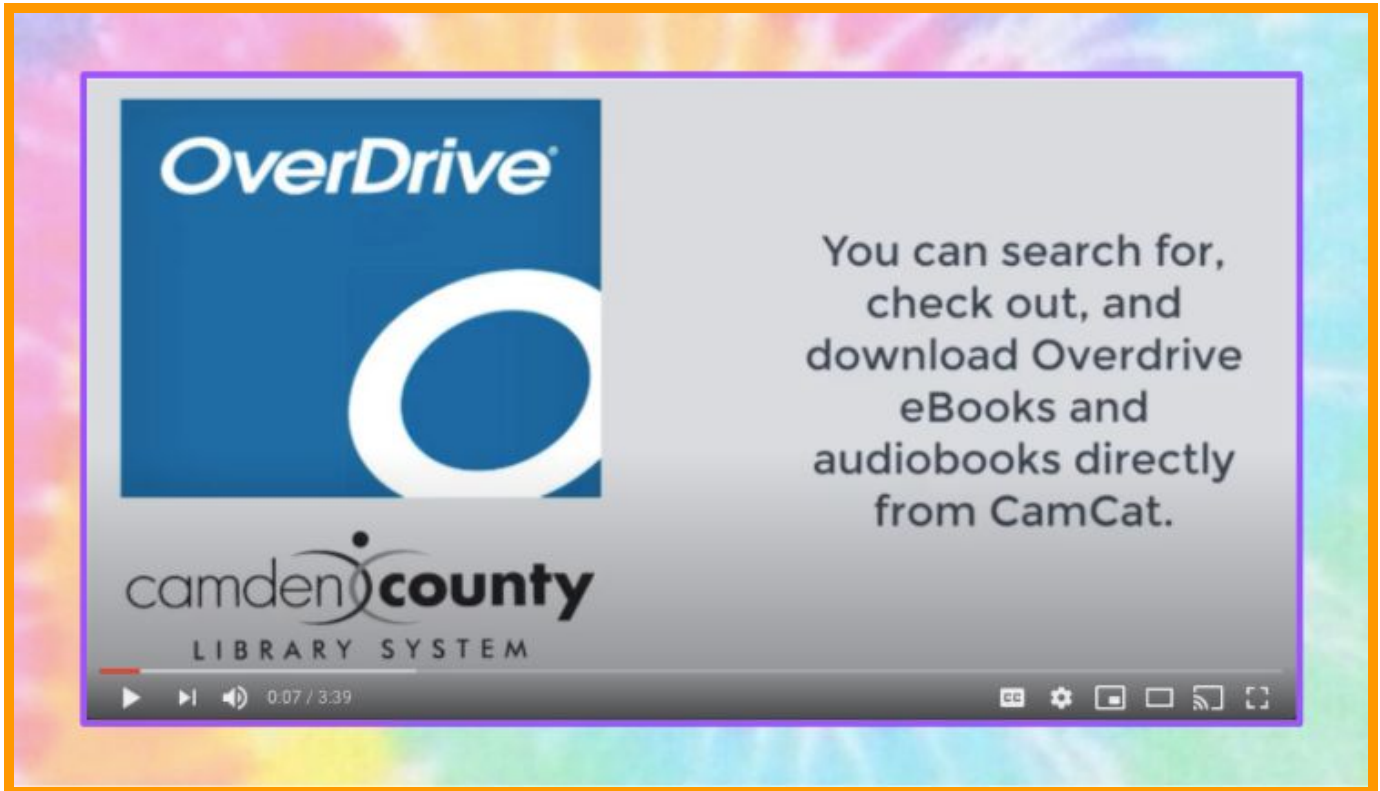 OverDrive®
You can search for,
check out, and
download Overdrive
eBooks and
audiobooks directly
from CamCat.
camden county
LIBRARY SYSTEM
0:07 / 3:39
CC